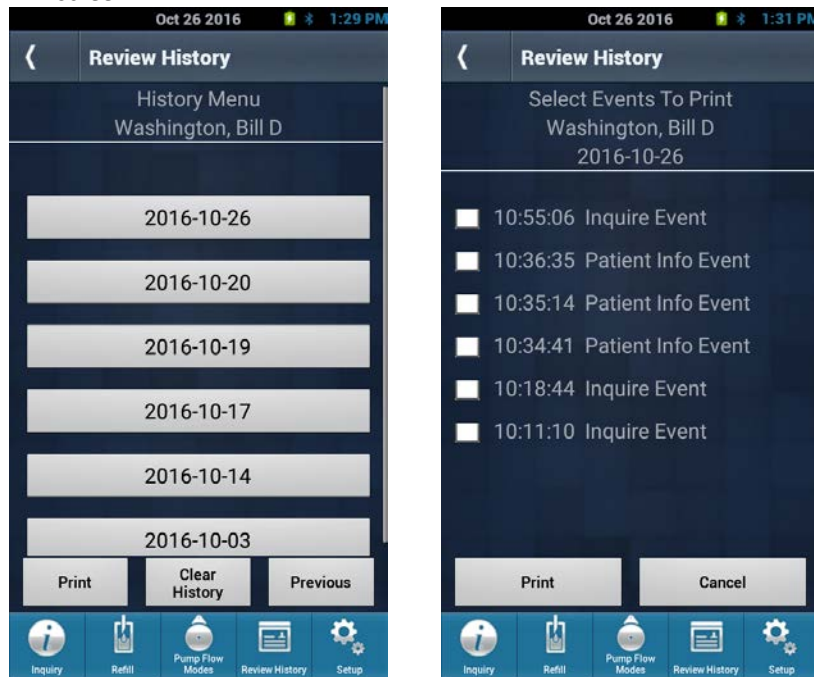 Oct 26 2016 1:29 PM
Review History
History Menu
Washington, Bill D
2016-10-26
2016-10-20
2016-10-19
2016-10-17
2016-10-14
2016-10-03
Print
Clear
History
Previous
Inquiry
Refill
Pump Flow
Modes
Review History
Setup
Oct 26 2016 1:31 PM
Review History
Select Events To Print
Washington, Bill D
2016-10-26
10:55:06 Inquire Event
10:36:35 Patient Info Event
10:35:14 Patient Info Event
10:34:41 Patient Info Event
10:18:44 Inquire Event
10:11:10 Inquire Event
Print
Cancel
Inquiry
Refill
Pump Flow
Modes
Review History
Setup